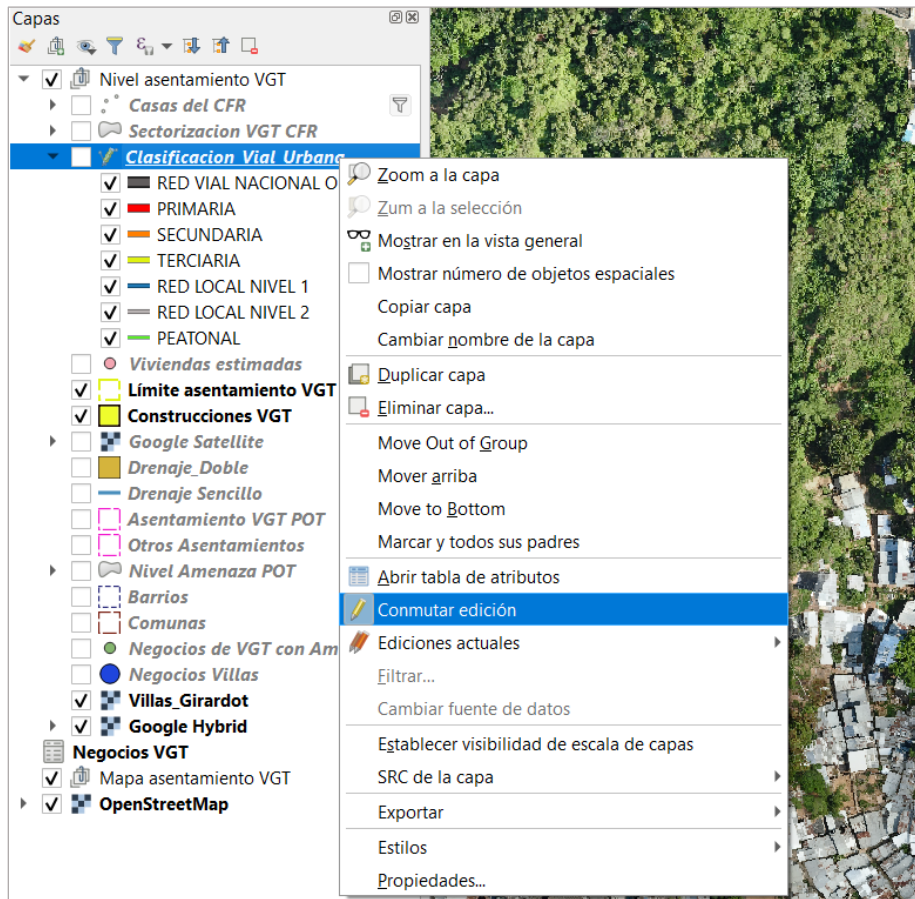 Capas
Nivel asentamiento VGT
Casas del CFR
Sectorizacion VGT CFR
Clasificacion Vial Urbana
RED VIAL NACIONAL O
PRIMARIA
SECUNDARIA
TERCIARIA
RED LOCAL NIVEL 1
RED LOCAL NIVEL 2
PEATONAL
Viviendas estimadas
Límite asentamiento VGT
Construcciones VGT
Google Satellite
Drenaje_Doble
Drenaje Sencillo
Asentamiento VGT POT
Otros Asentamientos
Nivel Amenaza POT
Barrios
Comunas
Negocios de VGT con Am
Negocios Villas
Villas_Girardot
Google Hybrid
Negocios VGT
Mapa asentamiento VGT
OpenStreetMap
Zoom a la capa
Zum a la selección
Mostrar en la vista general
Mostrar número de objetos espaciales
Copiar capa
Cambiar nombre de la capa
Duplicar capa
Eliminar capa...
Move Out of Group
Mover arriba
Move to Bottom
Marcar y todos sus padres
Abrir tabla de atributos
Conmutar edición
Ediciones actuales
Filtrar...
Cambiar fuente de datos
Establecer visibilidad de escala de capas
SRC de la capa
Exportar
Estilos
Propiedades...